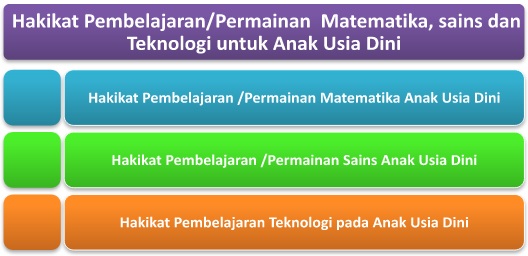 Hakikat Pembelajaran/Permainan Matematika, sains dan
Teknologi untuk Anak Usia Dini
Hakikat Pembelajaran /Permainan Matematika Anak Usia Dini
Hakikat Pembelajaran /Permainan Sains Anak Usia Dini
Hakikat Pembelajaran Teknologi pada Anak Usia Dini